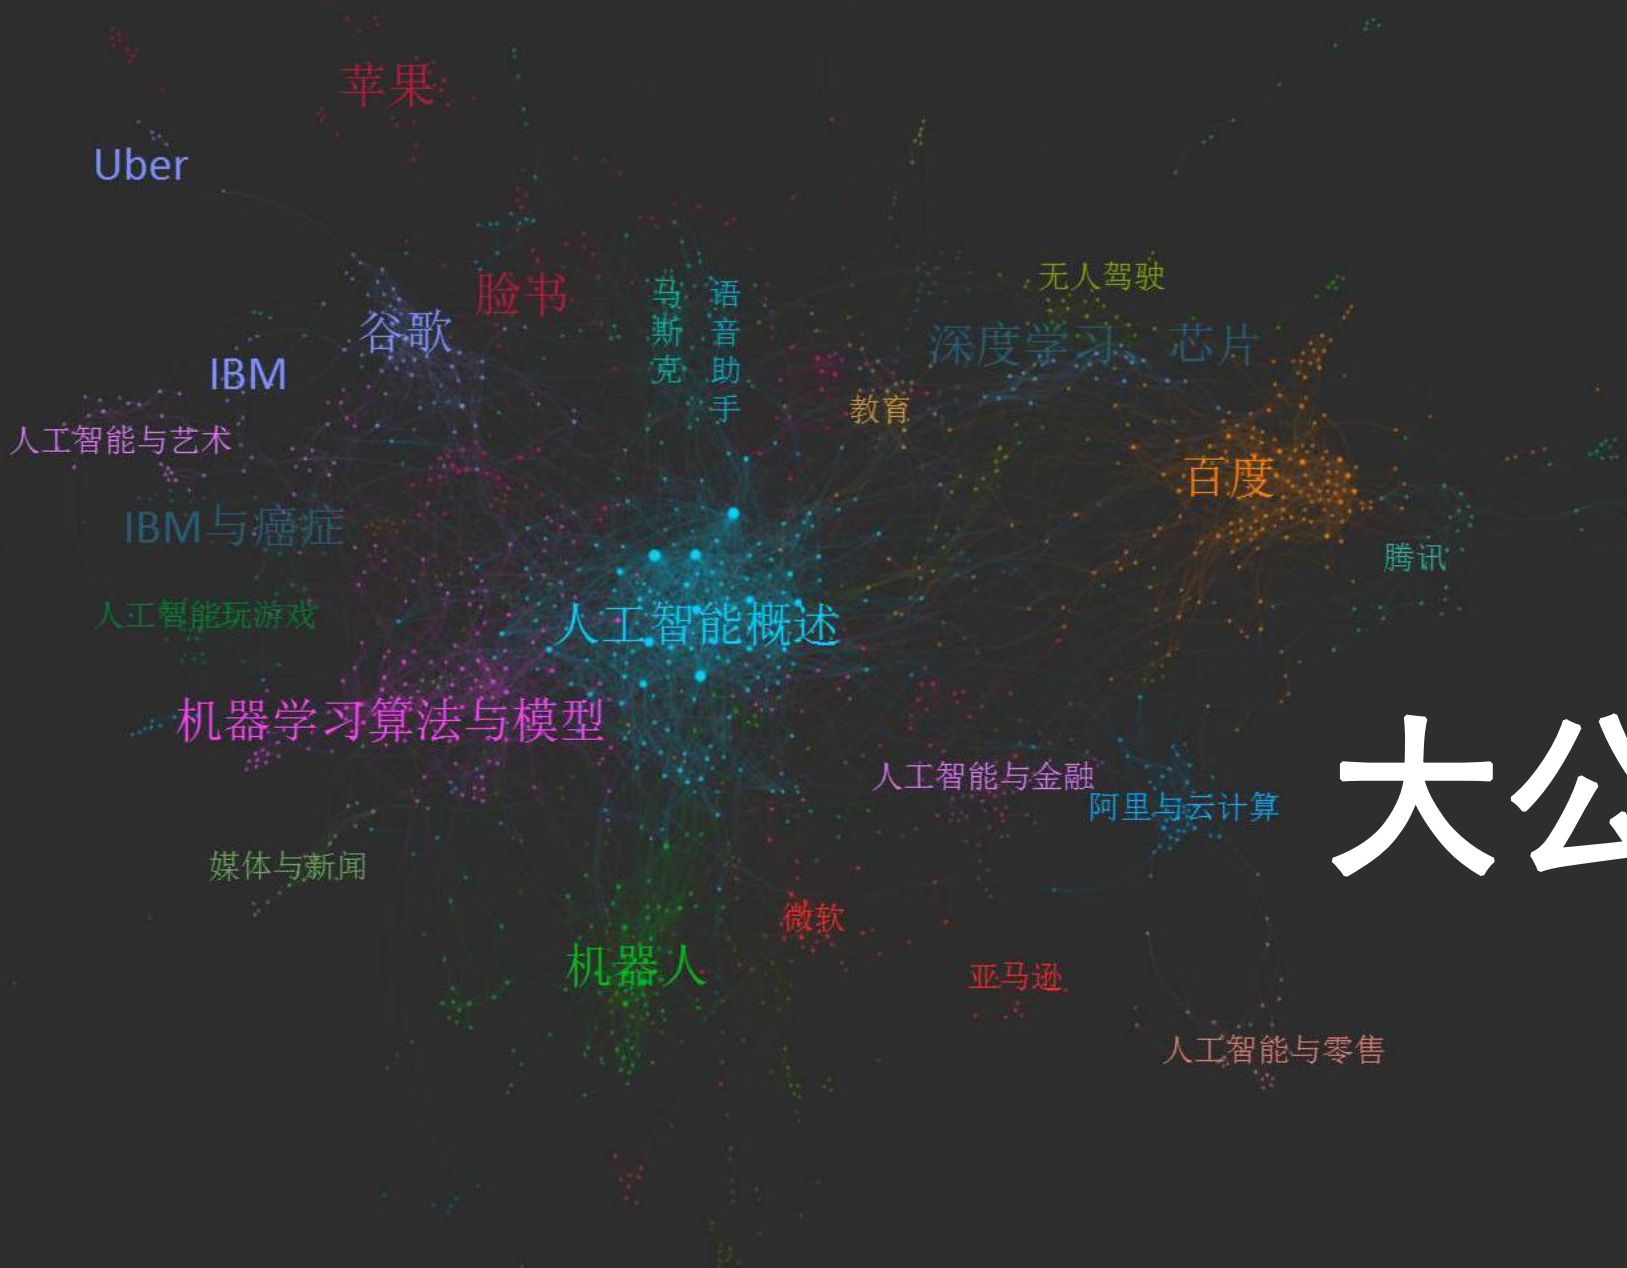 苹果
Uber
无人驾驶
脸书
马斯克
语音助手
谷歌
深度学习、芯片
IBM
教育
人工智能与艺术
百度
IBM与癌症
腾讯
人工智能玩游戏
人工智能概述
机器学习算法与模型
人工智能与金融
阿里与云计算
大公
媒体与新闻
微软
机器人
亚马逊
人工智能与零售